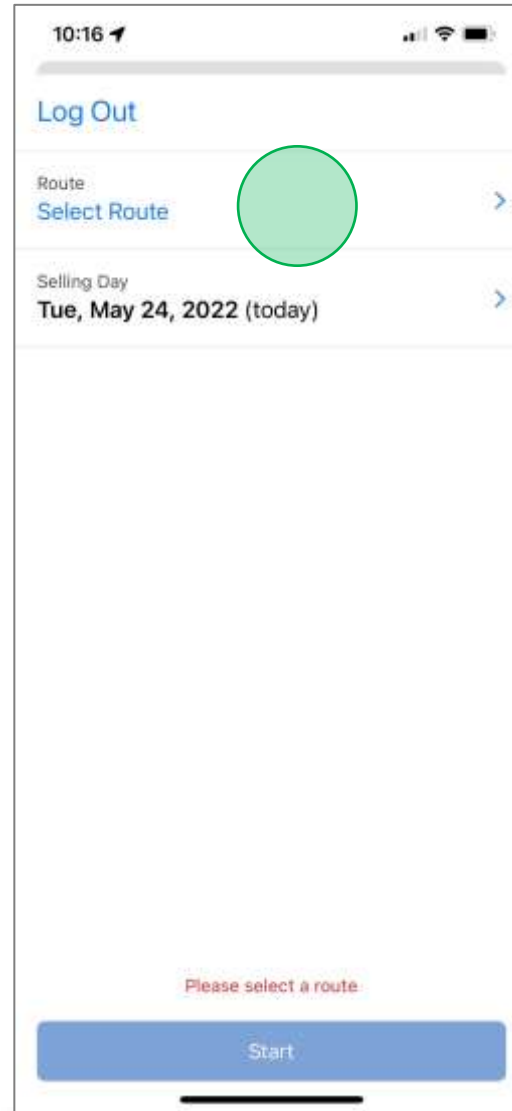 10:16
Log Out
Route
Select Route
Selling Day
Tue, May 24, 2022 (today)
Please select a route
Start